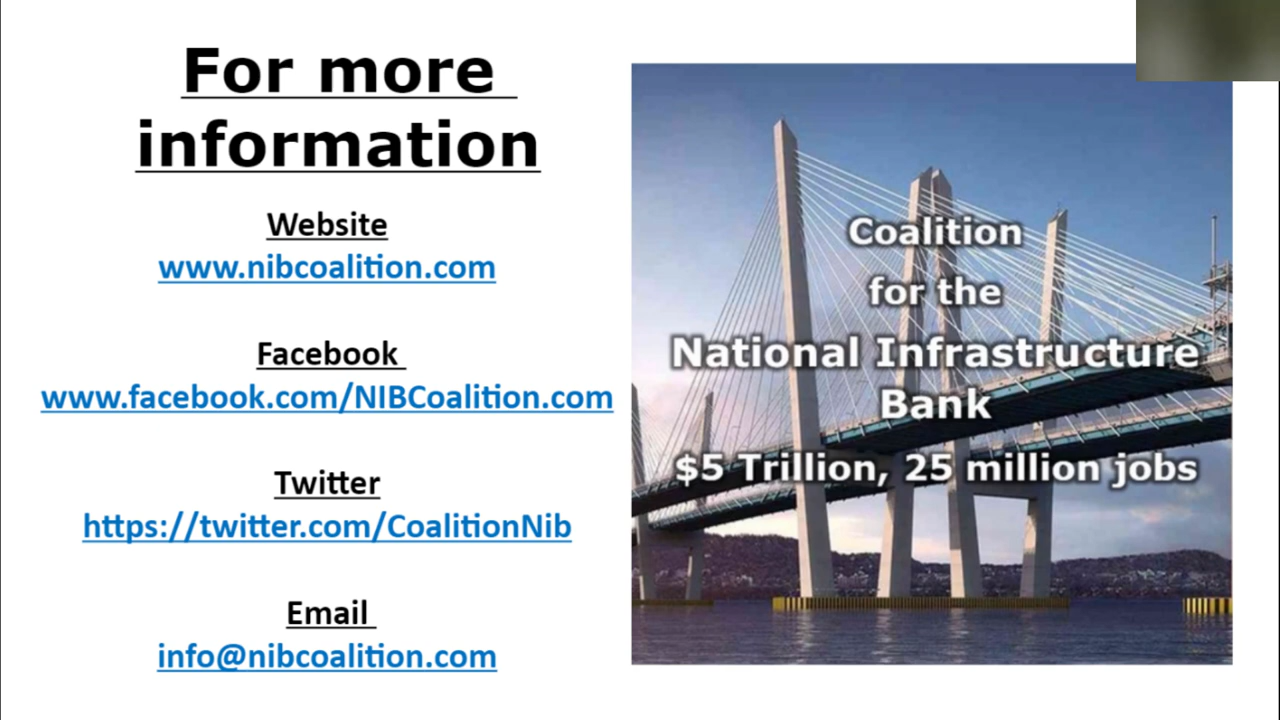 For more
information
Website
www.nibcoalition.com
Facebook
www.facebook.com/NIBCoalition.com
Twitter
https://twitter.com/CoalitionNib
Email
info@nibcoalition.com
Coalition
for the
National Infrastructure
Bank
$5 Trillion, 25 million jobs